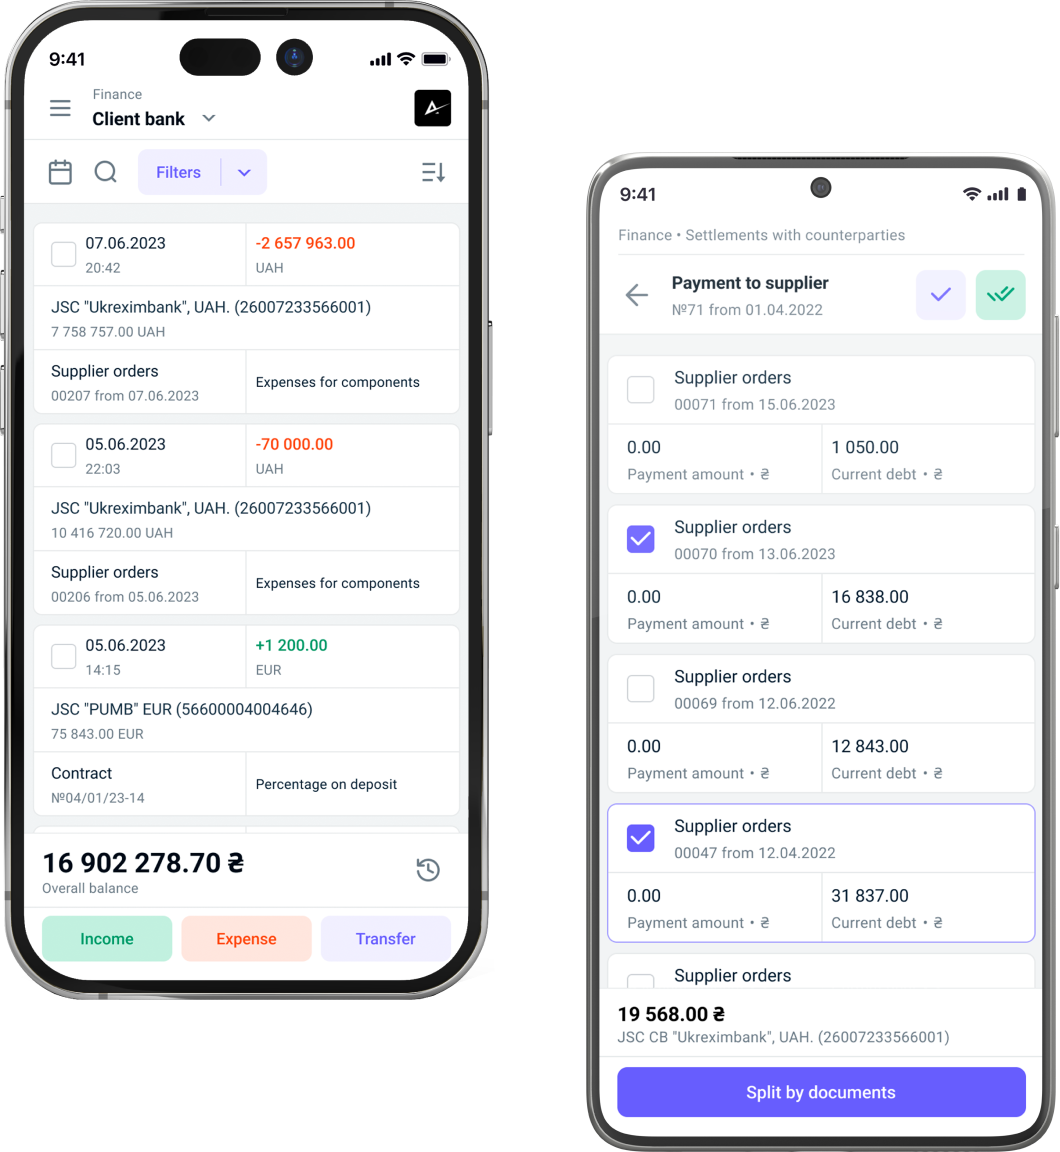 9:41
Finance
Client bank
Filters
07.06.2023
20:42
-2 657 963.00
UAH
JSC "Ukreximbank", UAH. (26007233566001)
7 758 757.00 UAH
Supplier orders
00207 from 07.06.2023
Expenses for components
05.06.2023
22:03
-70 000.00
UAH
JSC "Ukreximbank", UAH. (26007233566001)
10 416 720.00 UAH
Supplier orders
00206 from 05.06.2023
Expenses for components
05.06.2023
14:15
+1 200.00
EUR
JSC "PUMB" EUR (56600004004646)
75 843.00 EUR
Contract
№04/01/23-14
Percentage on deposit
16 902 278.70 ₴
Overall balance
Income
Expense
Transfer
9:41
Finance • Settlements with counterparties
Payment to supplier
№71 from 01.04.2022
Supplier orders
00071 from 15.06.2023
0.00
Payment amount • ₴
1 050.00
Current debt • ₴
Supplier orders
00070 from 13.06.2023
0.00
Payment amount • ₴
16 838.00
Current debt • ₴
Supplier orders
00069 from 12.06.2022
0.00
Payment amount • ₴
12 843.00
Current debt • ₴
Supplier orders
00047 from 12.04.2022
0.00
Payment amount • ₴
31 837.00
Current debt • ₴
Supplier orders
19 568.00 ₴
JSC CB "Ukreximbank", UAH. (26007233566001)
Split by documents